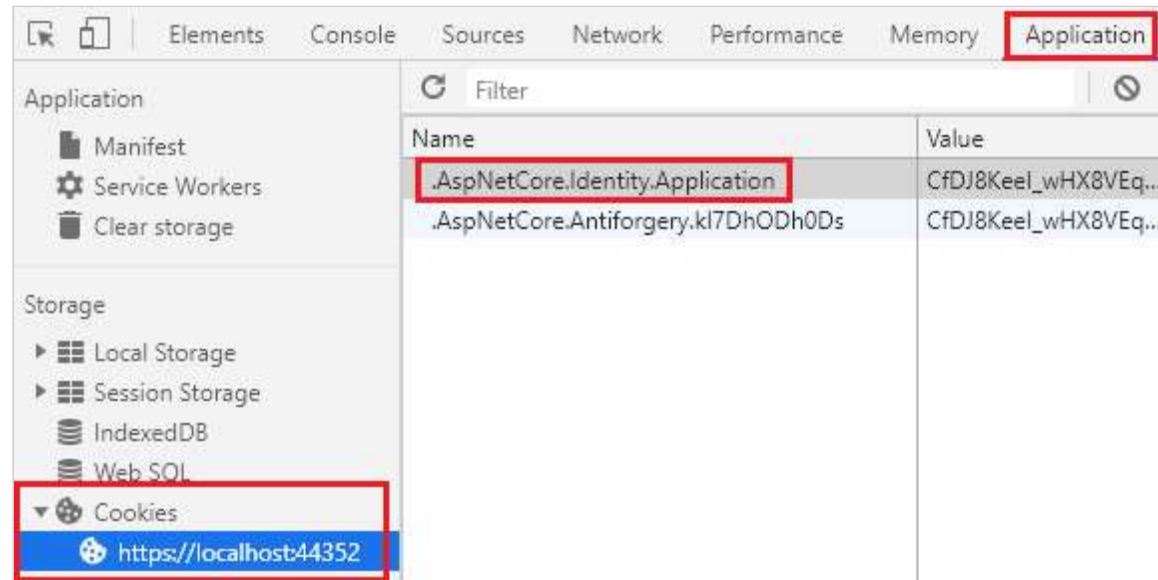 Elements Console Sources Network Performance Memory Application
Application
Manifest
Service Workers
Clear storage
Storage
Local Storage
Session Storage
IndexedDB
Web SQL
Cookies
https://localhost:44352
Filter
Name Value
.AspNetCore.Identity.Application CfDJ8KeeI_wHX8VEq...
.AspNetCore.Antiforgery.kI7DhODh0Ds CfDJ8KeeI_wHX8VEq...